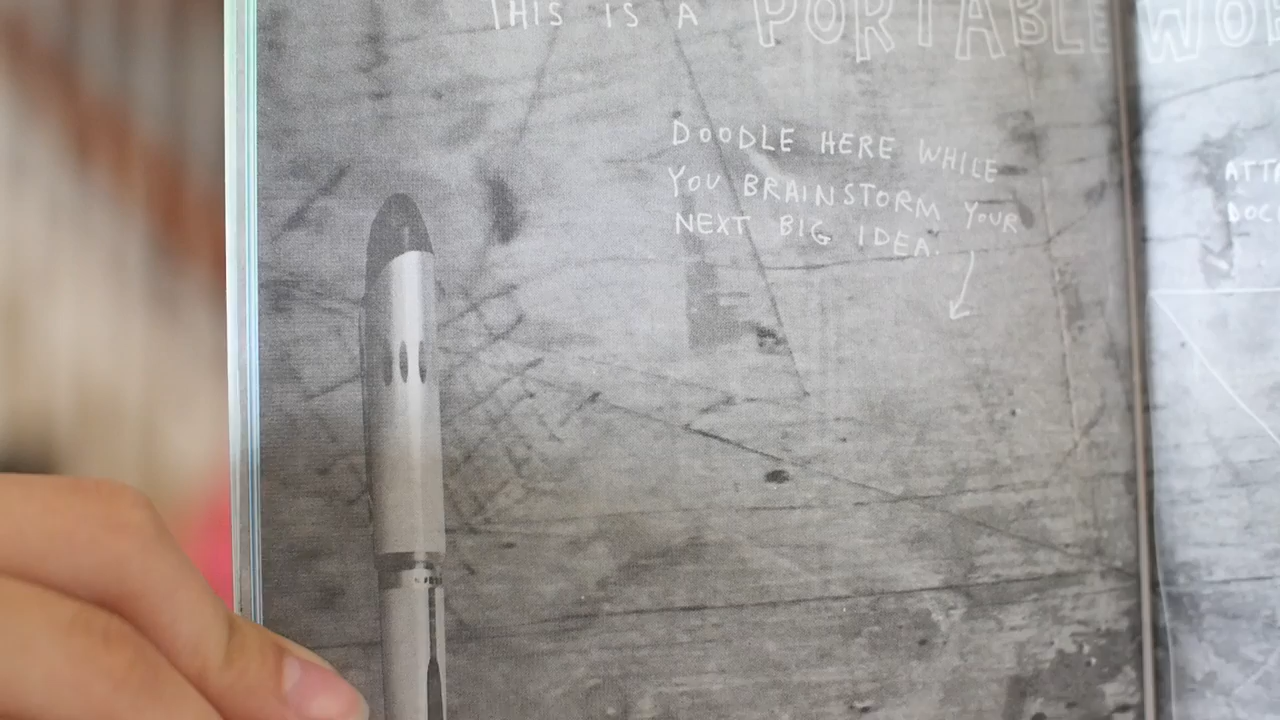 THIS IS A PORTABLE
DOODLE HERE WHILE
YOU BRAINSTORM YOUR
NEXT BIG IDEA.